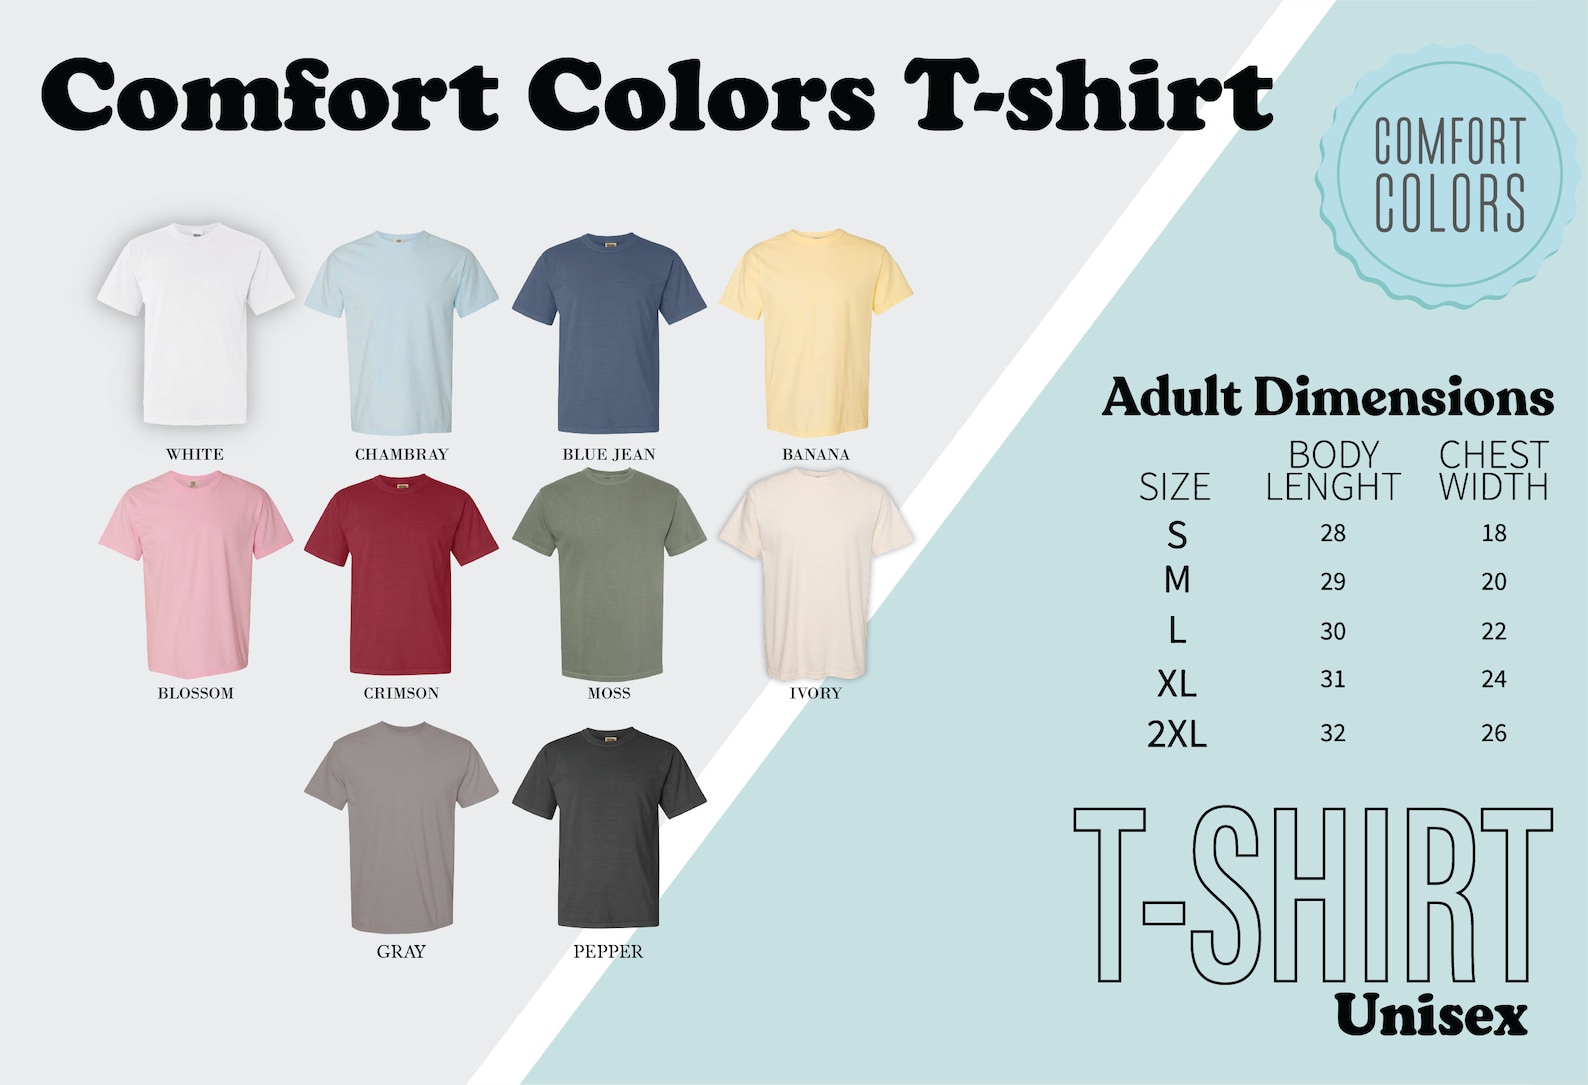 Comfort Colors T-shirt
COMFORT
COLORS
WHITE
CHAMBRAY
BLUE JEAN
BANANA
BLOSSOM
CRIMSON
MOSS
IVORY
GRAY
PEPPER
Adult Dimensions
SIZE BODY LENGHT CHEST WIDTH
S 28 18
M 29 20
L 30 22
XL 31 24
2XL 32 26
T-SHIRT
Unisex